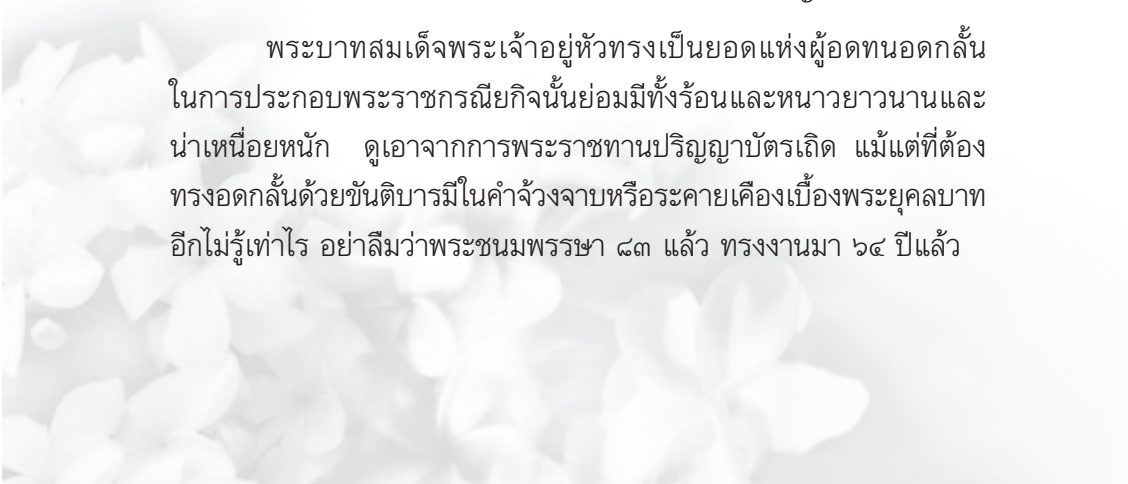 พระบาทสมเด็จพระเจ้าอยู่หัวทรงเป็นยอดแห่งผู้อดทนอดกลั้น
ในการประกอบพระราชกรณียกิจนั้นย่อมมีทั้งร้อนและหนาวยาวนานและ
น่าเหนื่อยหนัก ดูเอาจากการพระราชทานปริญญาบัตรเถิด แม้แต่ที่ต้อง
ทรงอดกลั้นด้วยขันติบารมีในคำจ้วงจาบหรือระคายเคืองเบื้องพระยุคลบาท
อีกไม่รู้เท่าไร อย่าลืมว่าพระชนมพรรษา ๘๓ แล้ว ทรงงานมา ๖๔ ปีแล้ว